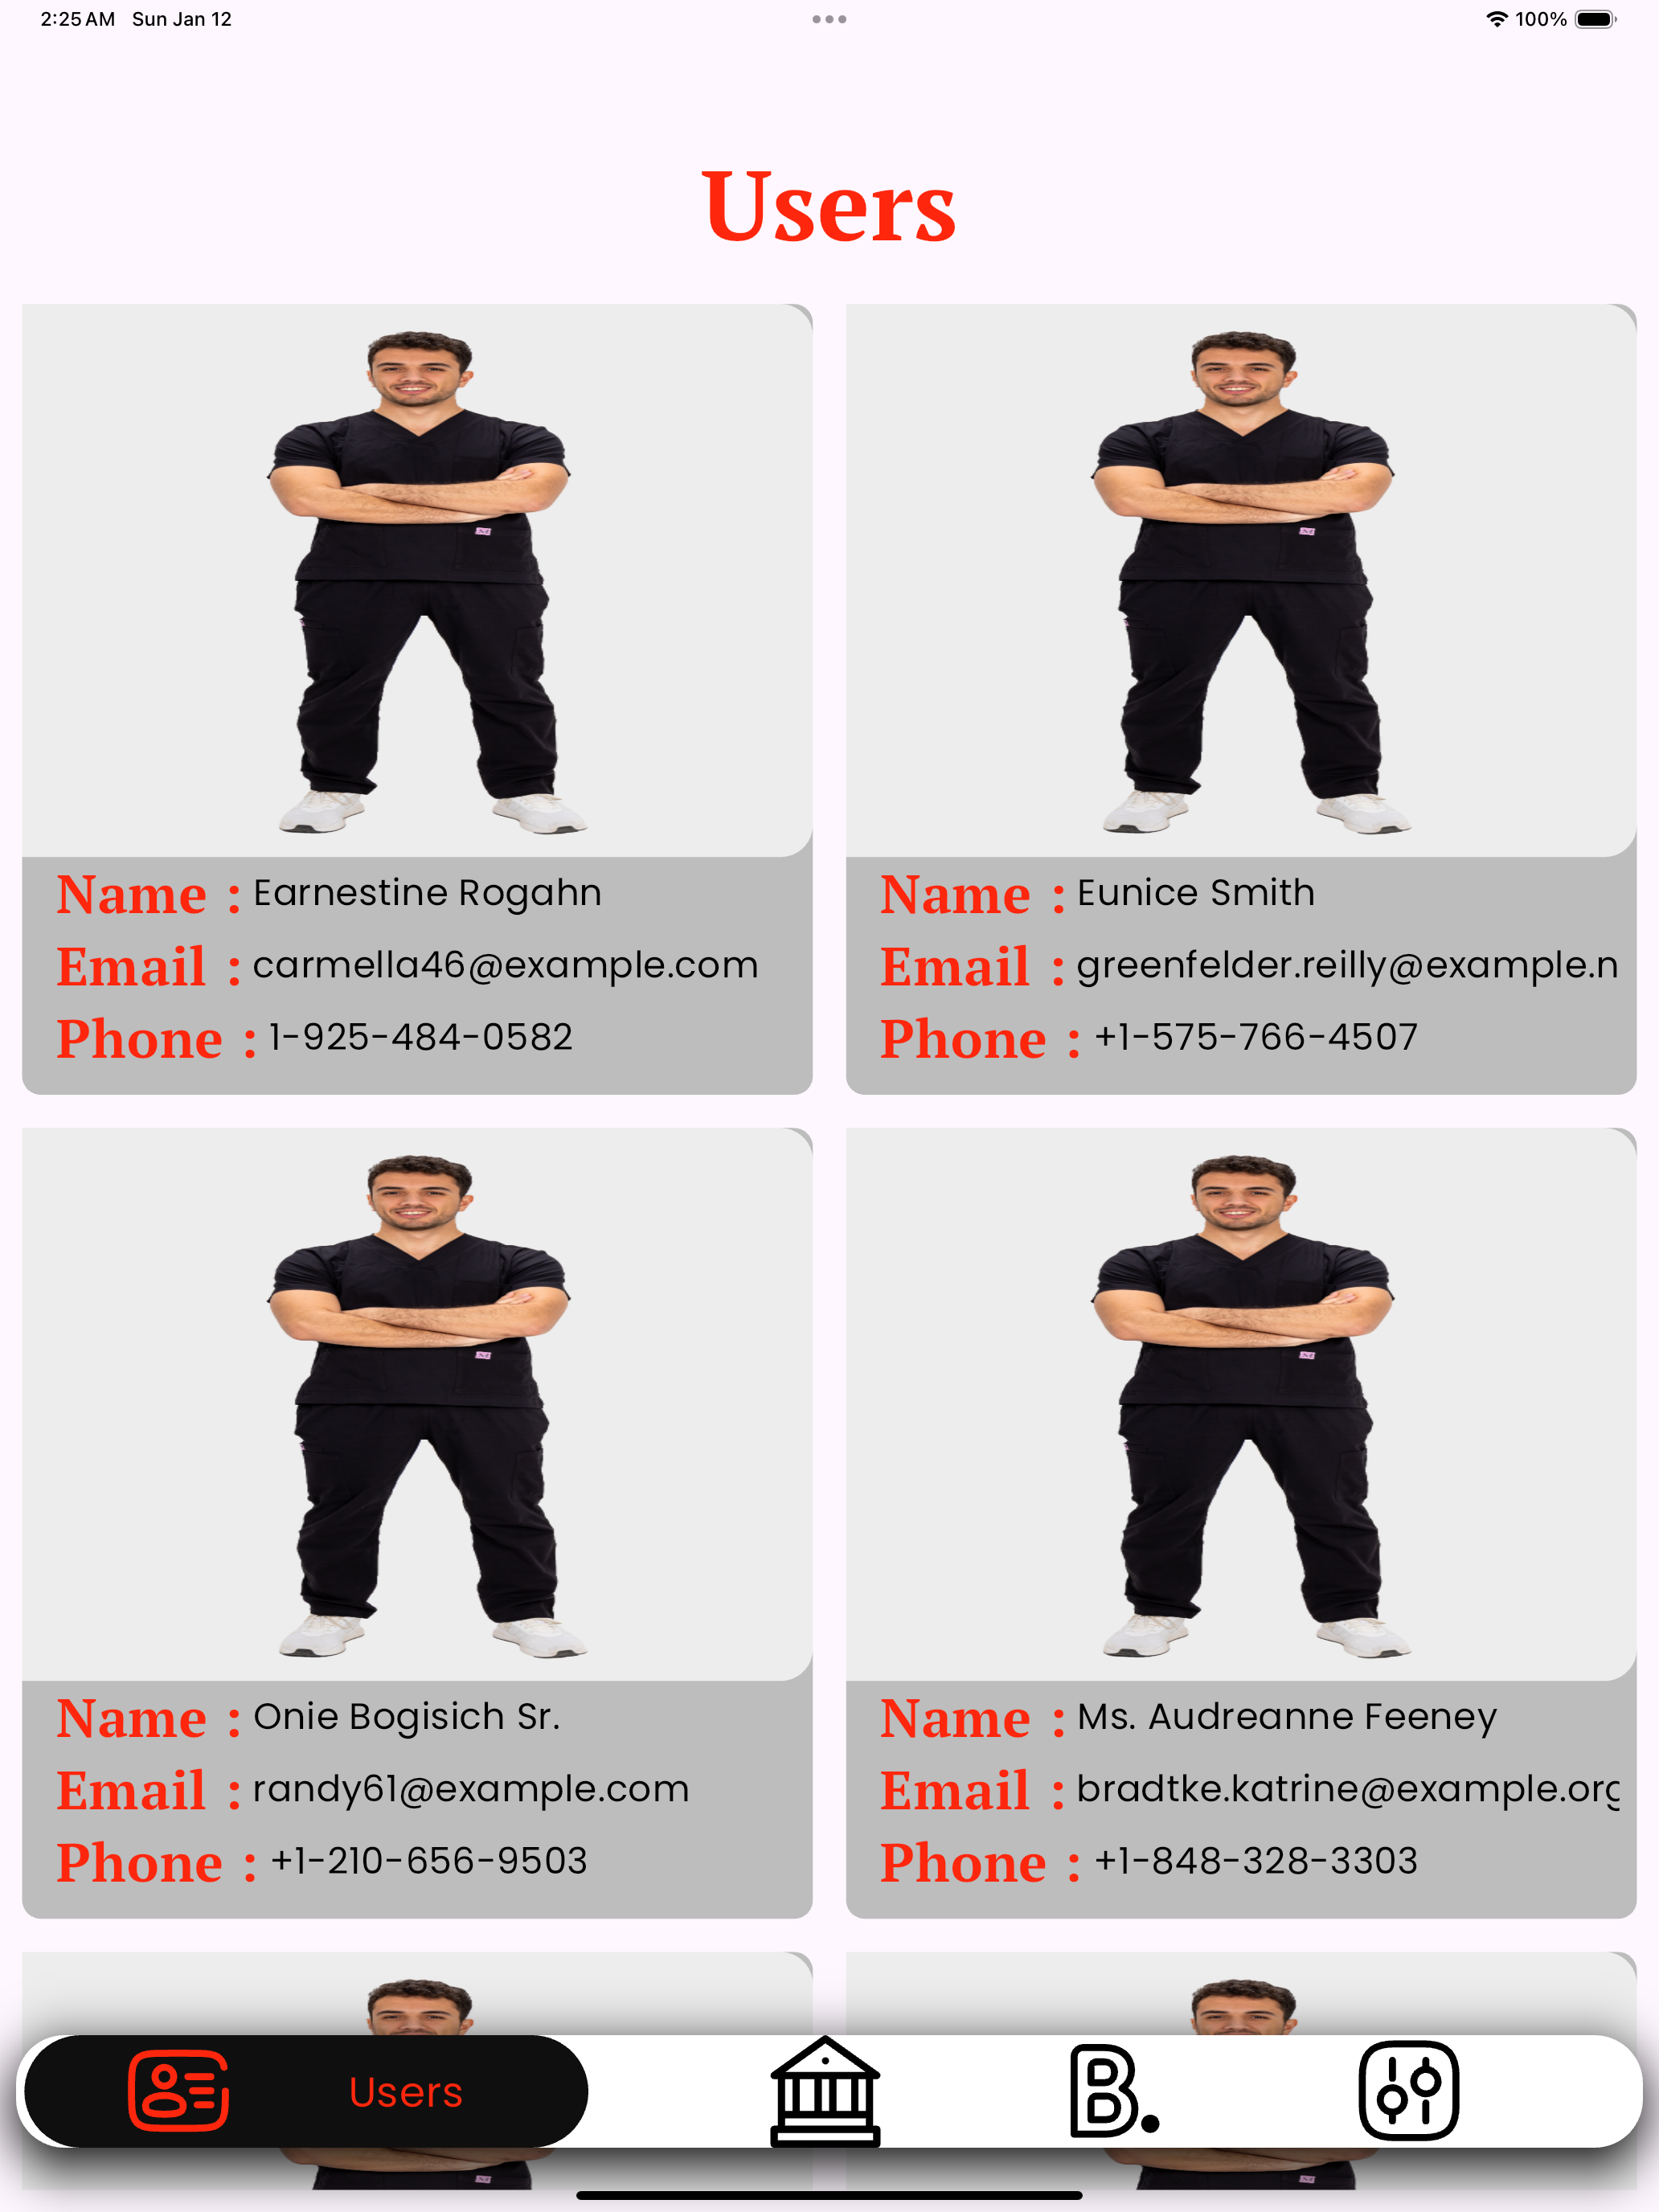 2:25 AM Sun Jan 12
100%
Users
Name : Earnestine Rogahn
Email : carmella46@example.com
Phone : 1-925-484-0582
Name : Eunice Smith
Email : greenfelder.reilly@example.n
Phone : +1-575-766-4507
Name : Onie Bogisich Sr.
Email : randy61@example.com
Phone : +1-210-656-9503
Name : Ms. Audreanne Feeney
Email : bradtke.katrine@example.org
Phone : +1-848-328-3303
Users
B.